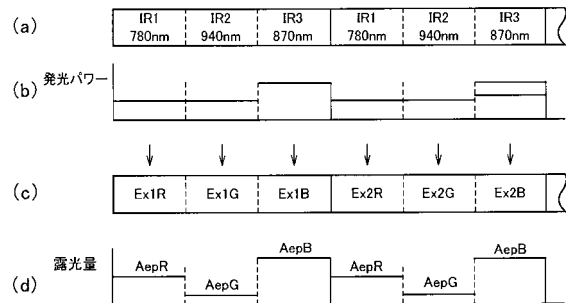 (a)
IR1 IR2 IR3 IR1 IR2 IR3
780nm 940nm 870nm 780nm 940nm 870nm
(b)
発光パワー
(c)
Ex1R Ex1G Ex1B Ex2R Ex2G Ex2B
(d)
露光量
AepR AepG AepB AepR AepG AepB